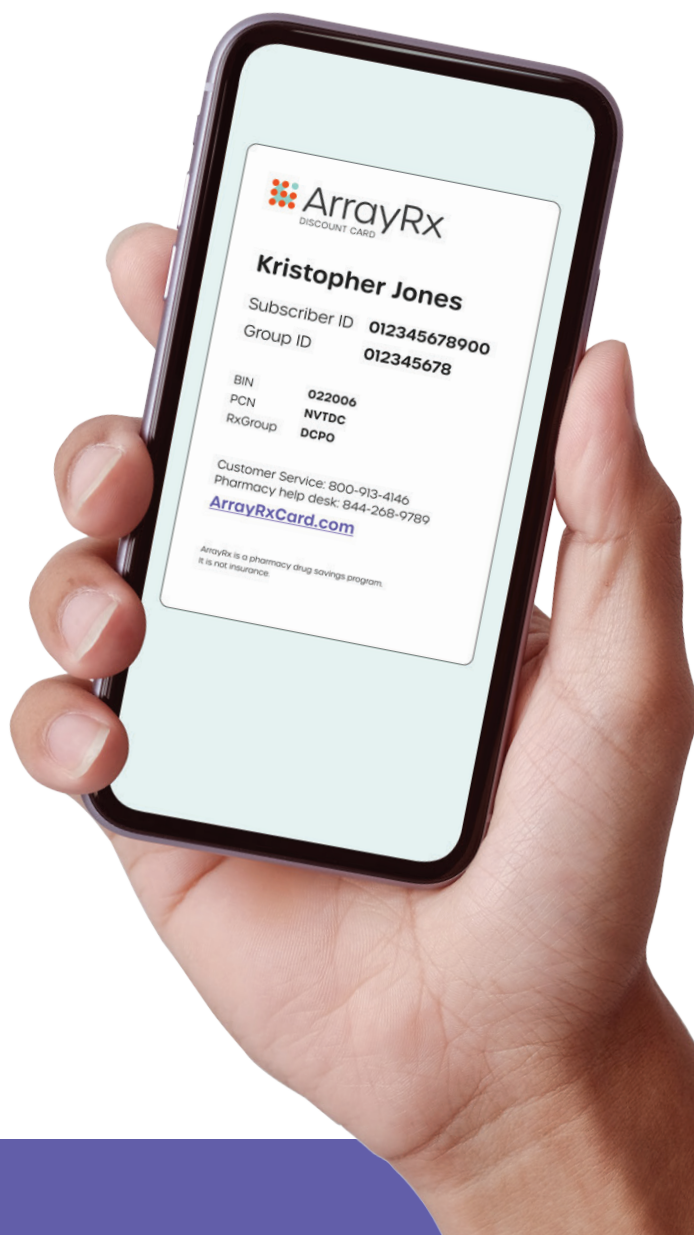 ArrayRx
DISCOUNT CARD
Kristopher Jones
Subscriber ID 012345678900
Group ID 012345678
BIN 022006
PCN NVTDC
RxGroup DCPO
Customer Service: 800-913-4146
Pharmacy help desk: 844-268-9789
ArrayRxCard.com
ArrayRx is a pharmacy drug savings program.
It is not insurance.